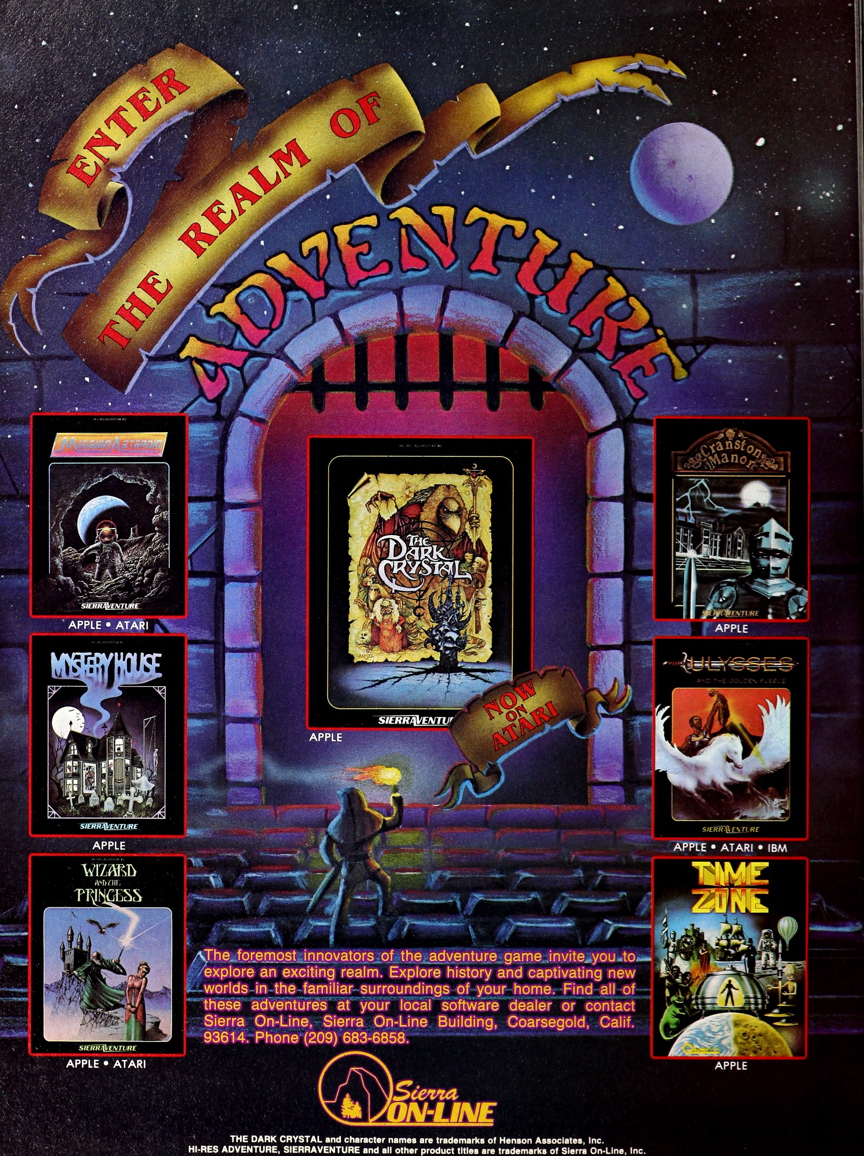 ENTER
THE REALM OF
ADVENTURE
MISSION ASTEROID
SIERRAVENTURE
APPLE • ATARI
MYSTERY HOUSE
SIERRAVENTURE
APPLE
WIZARD
AND THE
PRINCESS
SIERRAVENTURE
APPLE • ATARI
THE
DARK
CRYSTAL
SIERRAVENTU
APPLE
NOW
ON
ATARI
Cranston
Manor
SIERRAVENTURE
APPLE
ULYSSES
AND THE GOLDEN FLEECE
SIERRAVENTURE
APPLE • ATARI • IBM
TIME
ZONE
APPLE
The foremost innovators of the adventure game invite you to
explore an exciting realm. Explore history and captivating new
worlds in the familiar surroundings of your home. Find all of
these adventures at your local software dealer or contact
Sierra On-Line, Sierra On-Line Building, Coarsegold, Calif.
93614. Phone (209) 683-6858.
Sierra
ON-LINE
THE DARK CRYSTAL and character names are trademarks of Henson Associates, Inc.
HI-RES ADVENTURE, SIERRAVENTURE and all other product titles are trademarks of Sierra On-Line, Inc.